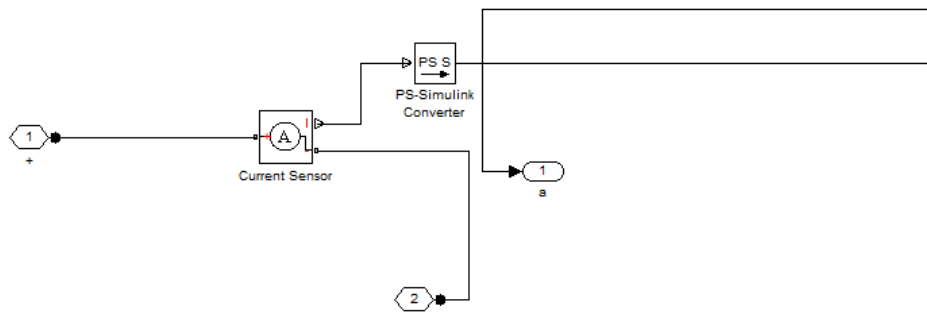 PS S
PS-Simulink
Converter
I
1
+
+
A
Current Sensor
1
a
2